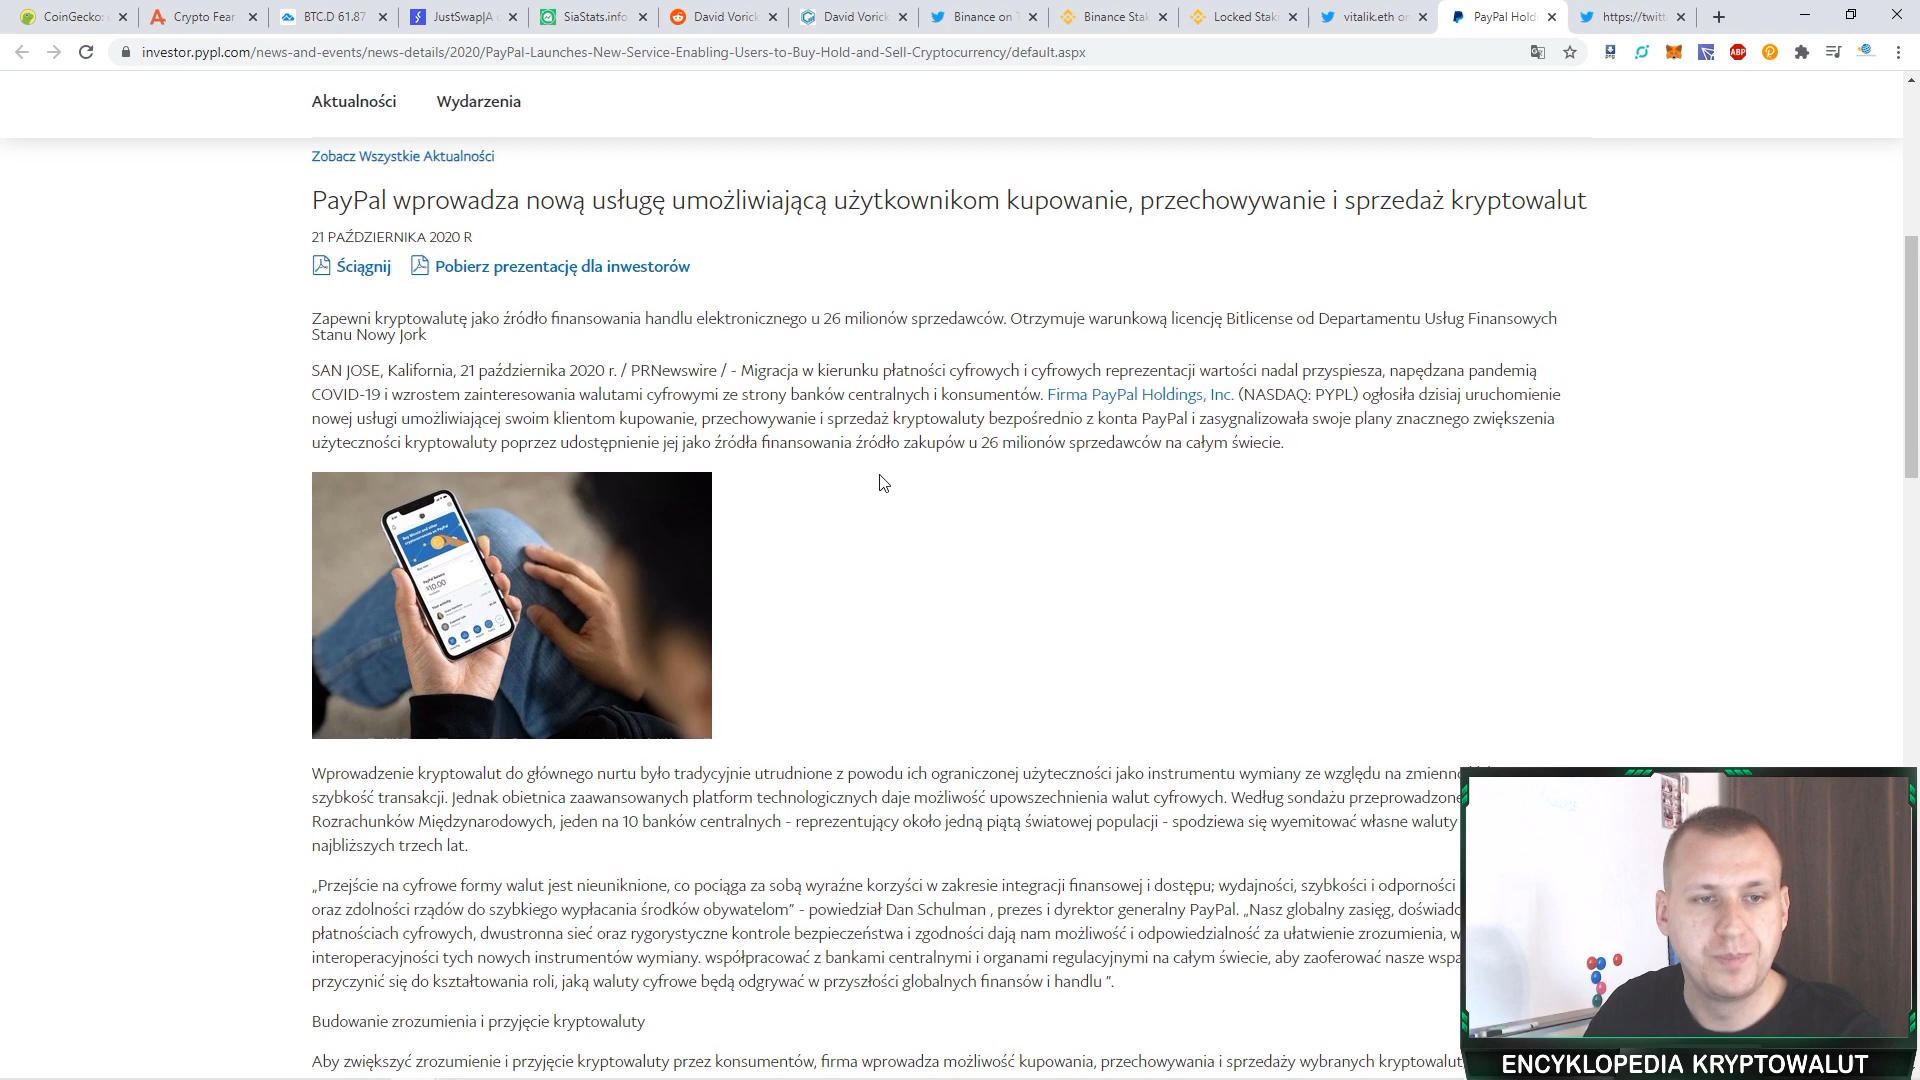 CoinGecko:
Crypto Fear
BTC.D 61.87
JustSwap|A
SiaStats.info
David Vorick
David Vorick
Binance on T
Binance Stak
Locked Staki
vitalik.eth on
PayPal Hold
https://twitt
investor.pypl.com/news-and-events/news-details/2020/PayPal-Launches-New-Service-Enabling-Users-to-Buy-Hold-and-Sell-Cryptocurrency/default.aspx
ABP
Aktualności Wydarzenia
Zobacz Wszystkie Aktualności
PayPal wprowadza nową usługę umożliwiającą użytkownikom kupowanie, przechowywanie i sprzedaż kryptowalut
21 PAŹDZIERNIKA 2020 R
Ściągnij Pobierz prezentację dla inwestorów
Zapewni kryptowalutę jako źródło finansowania handlu elektronicznego u 26 milionów sprzedawców. Otrzymuje warunkową licencję Bitlicense od Departamentu Usług Finansowych
Stanu Nowy Jork
SAN JOSE, Kalifornia, 21 października 2020 r. / PRNewswire / - Migracja w kierunku płatności cyfrowych i cyfrowych reprezentacji wartości nadal przyspiesza, napędzana pandemią
COVID-19 i wzrostem zainteresowania walutami cyfrowymi ze strony banków centralnych i konsumentów. Firma PayPal Holdings, Inc. (NASDAQ: PYPL) ogłosiła dzisiaj uruchomienie
nowej usługi umożliwiającej swoim klientom kupowanie, przechowywanie i sprzedaż kryptowaluty bezpośrednio z konta PayPal i zasygnalizowała swoje plany znacznego zwiększenia
użyteczności kryptowaluty poprzez udostępnienie jej jako źródła finansowania źródło zakupów u 26 milionów sprzedawców na całym świecie.
Wprowadzenie kryptowalut do głównego nurtu było tradycyjnie utrudnione z powodu ich ograniczonej użyteczności jako instrumentu wymiany ze względu na zmienno
szybkość transakcji. Jednak obietnica zaawansowanych platform technologicznych daje możliwość upowszechnienia walut cyfrowych. Według sondażu przeprowadzone
Rozrachunków Międzynarodowych, jeden na 10 banków centralnych - reprezentujący około jedną piątą światowej populacji - spodziewa się wyemitować własne waluty
najbliższych trzech lat.
„Przejście na cyfrowe formy walut jest nieuniknione, co pociąga za sobą wyraźne korzyści w zakresie integracji finansowej i dostępu; wydajności, szybkości i odporności
oraz zdolności rządów do szybkiego wypłacania środków obywatelom” - powiedział Dan Schulman , prezes i dyrektor generalny PayPal. „Nasz globalny zasięg, doświadc
płatnościach cyfrowych, dwustronna sieć oraz rygorystyczne kontrole bezpieczeństwa i zgodności dają nam możliwość i odpowiedzialność za ułatwienie zrozumienia, w
interoperacyjności tych nowych instrumentów wymiany. współpracować z bankami centralnymi i organami regulacyjnymi na całym świecie, aby zaoferować nasze wspa
przyczynić się do kształtowania roli, jaką waluty cyfrowe będą odgrywać w przyszłości globalnych finansów i handlu ”.
Budowanie zrozumienia i przyjęcie kryptowaluty
Aby zwiększyć zrozumienie i przyjęcie kryptowaluty przez konsumentów, firma wprowadza możliwość kupowania, przechowywania i sprzedaży wybranych kryptowalut
ENCYKLOPEDIA KRYPTOWALUT